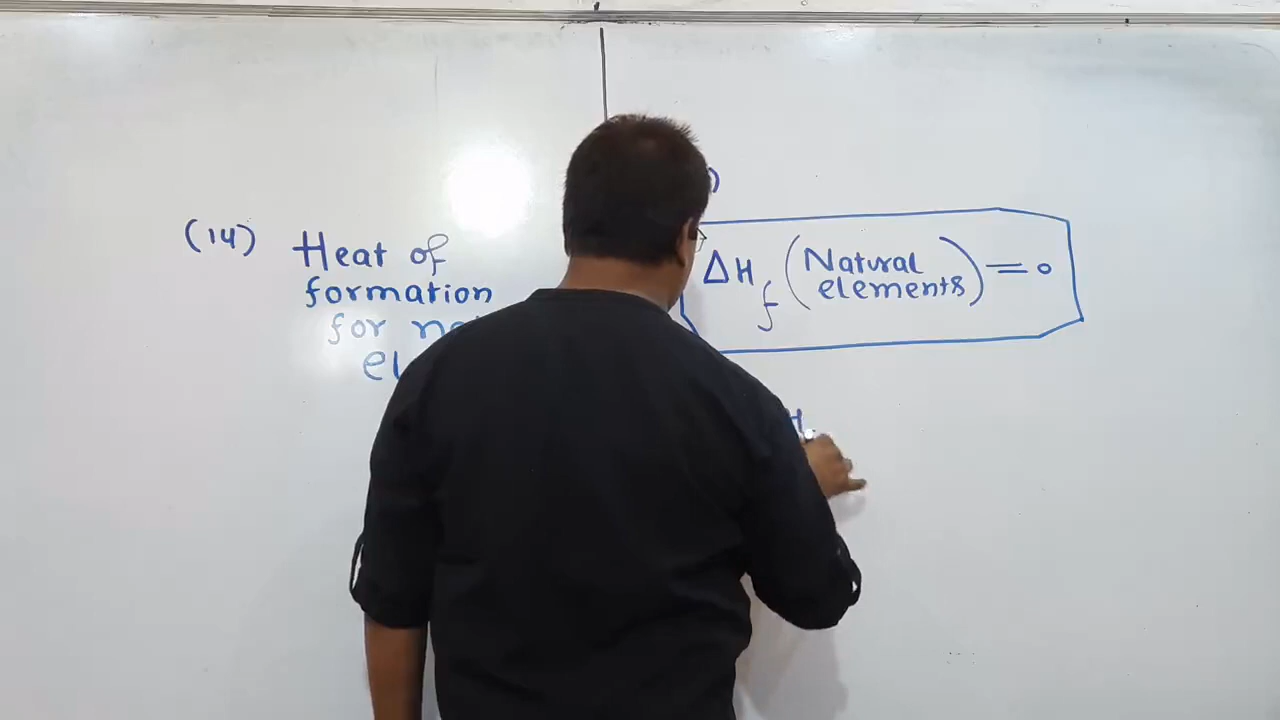 (14) Heat of
formation
for
ΔH
f
(Natural
elements) = 0
H